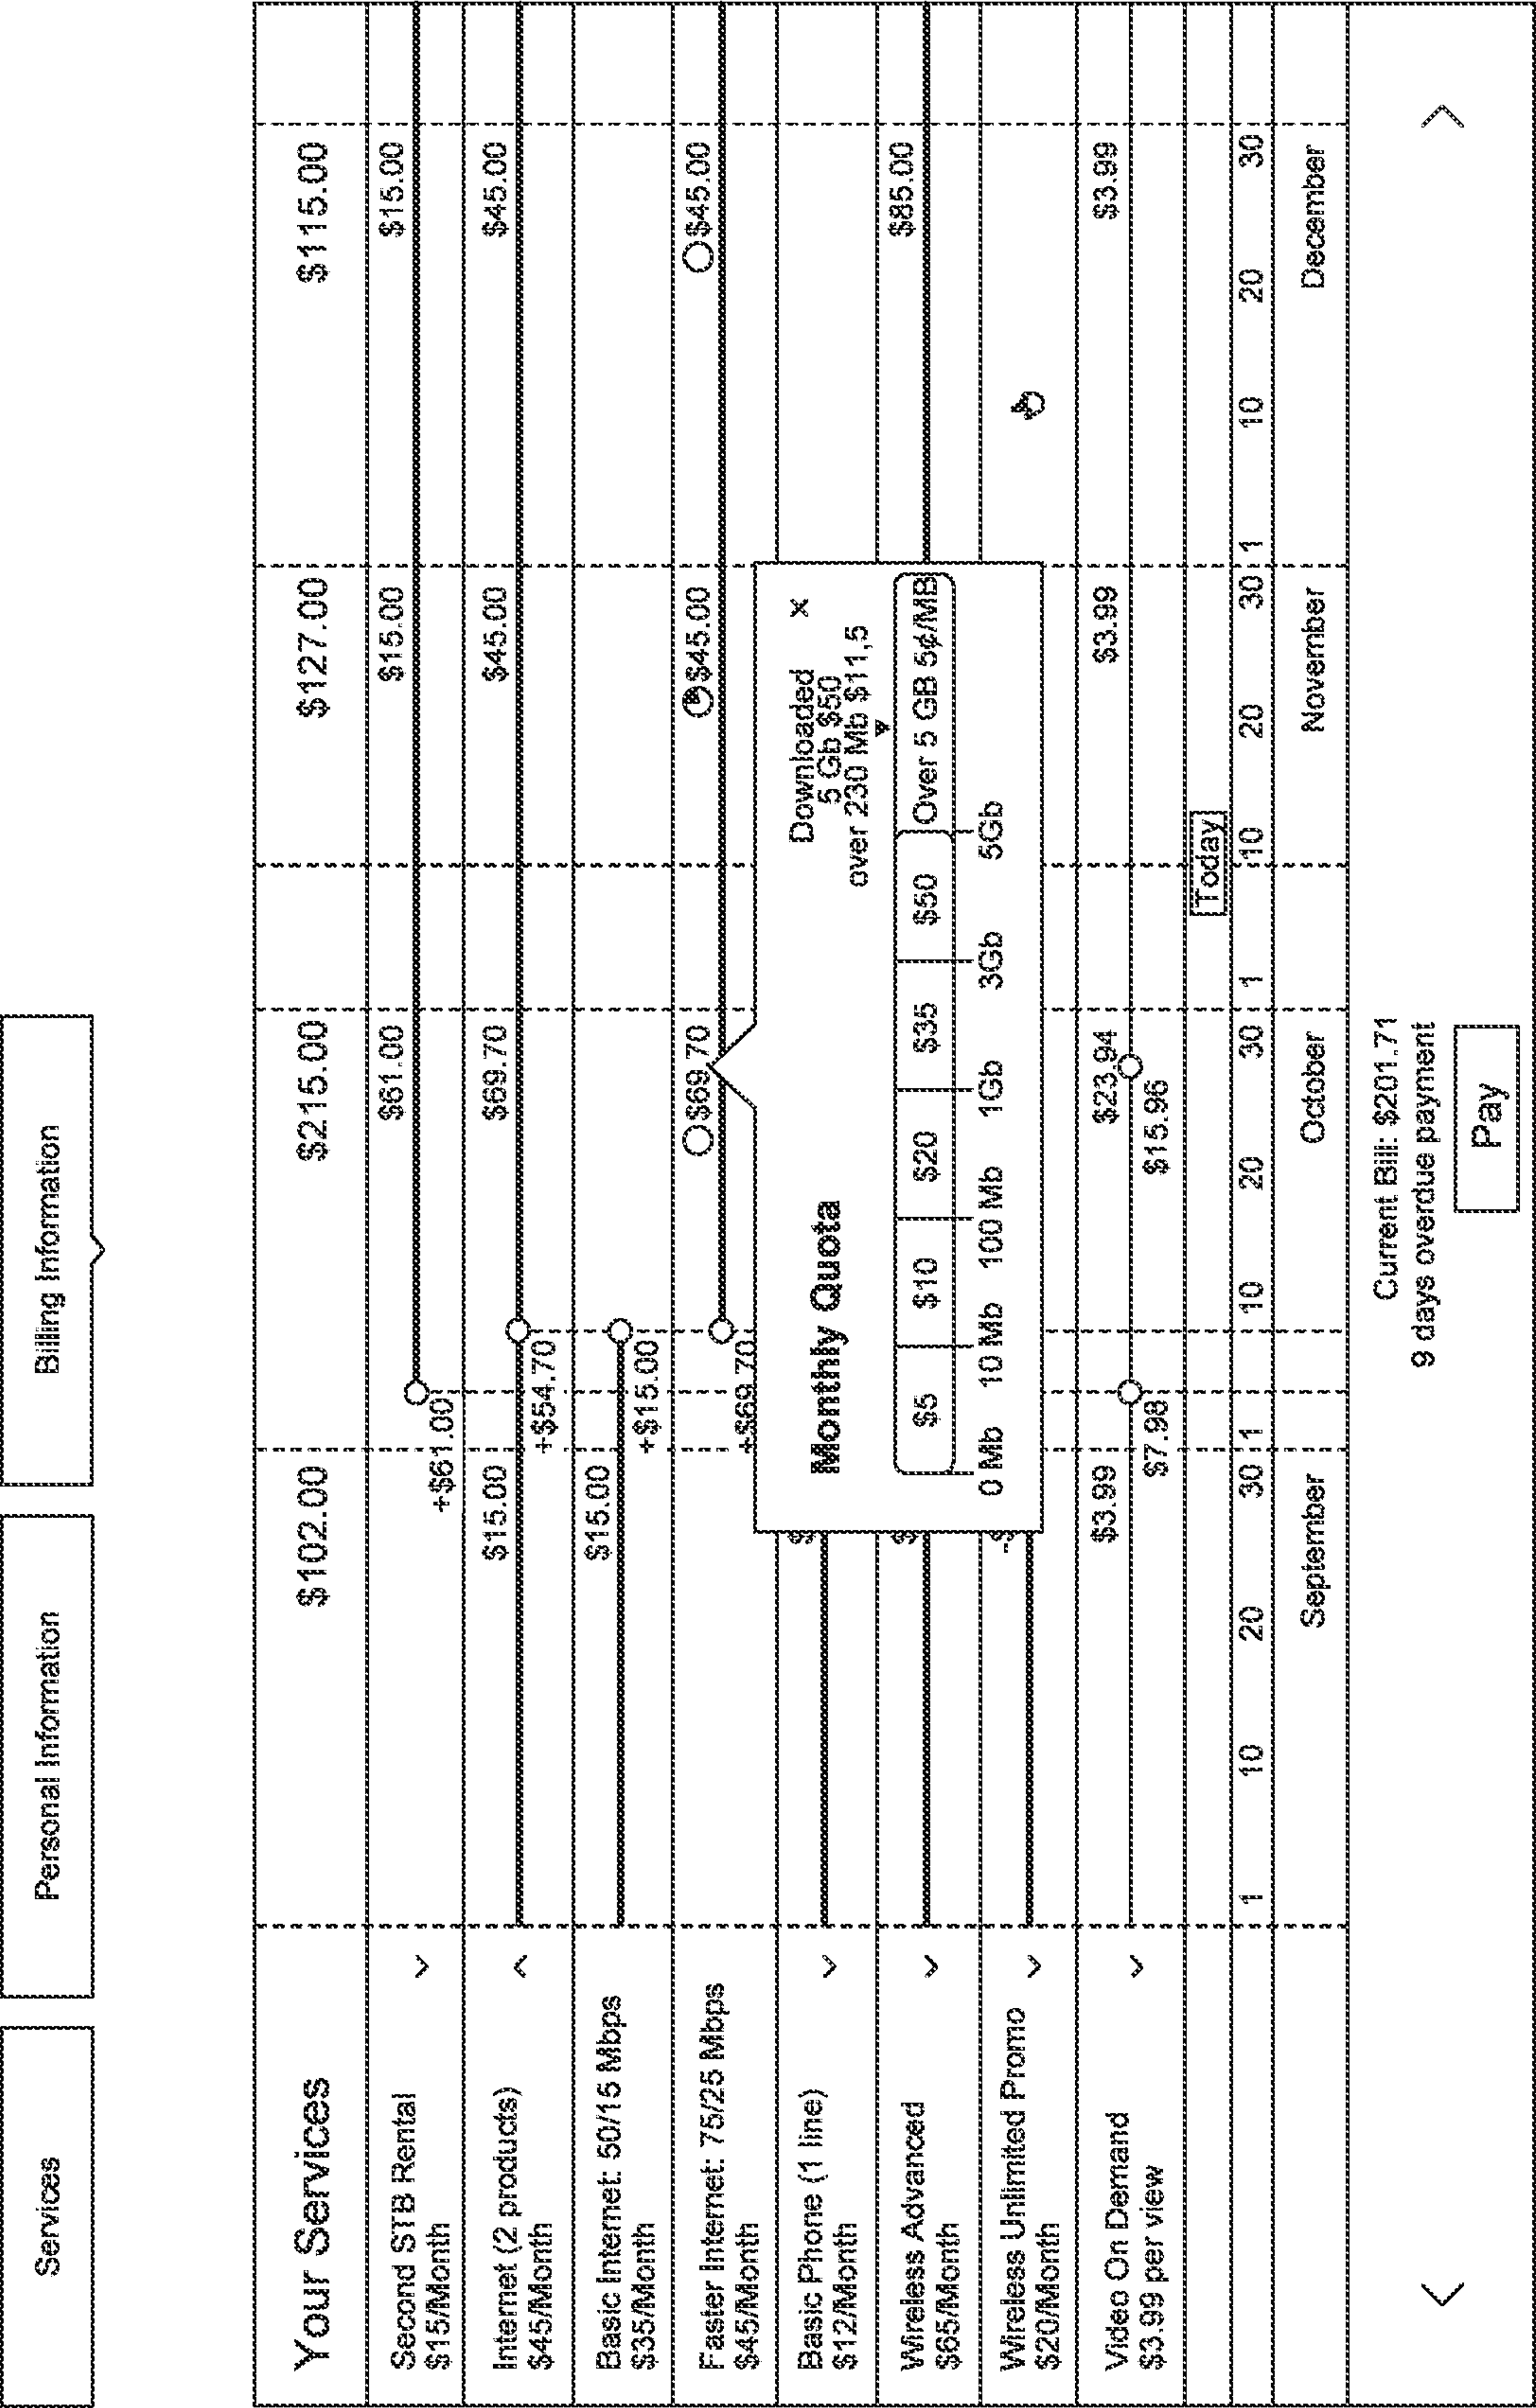 Services
Personal Information
Billing Information
Your Services
$102.00
$215.00
$127.00
$115.00
Second STB Rental
$15/Month
+$61.00
$61.00
$15.00
$15.00
Internet (2 products)
$45/Month
$15.00
+$54.70
$69.70
$45.00
$45.00
Basic Internet: 50/15 Mbps
$35/Month
$15.00
+$15.00
Faster Internet: 75/25 Mbps
$45/Month
+$69.70
$69.70
$45.00
$45.00
Basic Phone (1 line)
$12/Month
$
Wireless Advanced
$65/Month
$
$85.00
Wireless Unlimited Promo
$20/Month
-$
Monthly Quota
Downloaded
x
5 Gb $50
over 230 Mb $11,5
$5
$10
$20
$35
$50
Over 5 GB 5¢/MB
0 Mb
10 Mb
100 Mb
1Gb
3Gb
5Gb
Video On Demand
$3.99 per view
$3.99
$7.98
$23.94
$15.96
$3.99
$3.99
Today
1 10 20 30 1 10 20 30 1 10 20 30 1 10 20 30
September
October
November
December
Current Bill: $201.71
9 days overdue payment
Pay